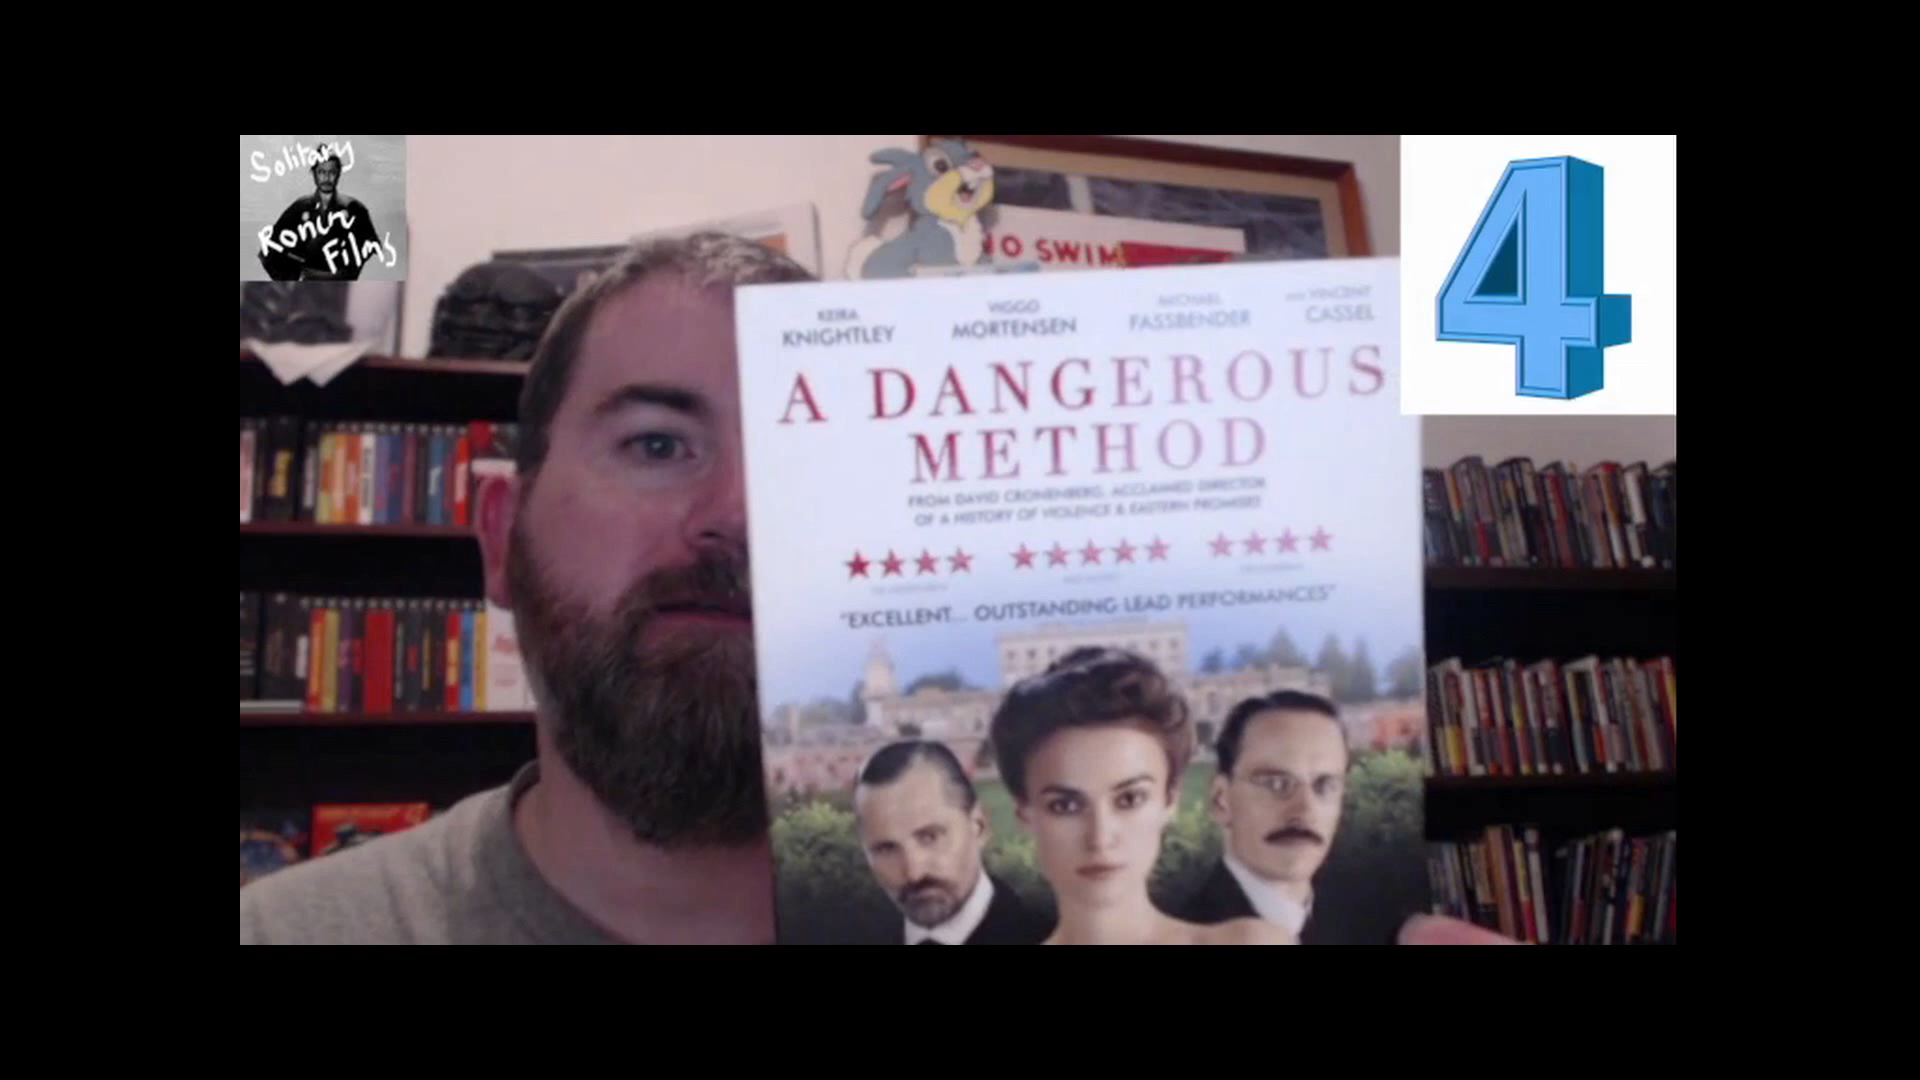 Solitary
Ronin
Films
4
NO SWIM
KEIRA
KNIGHTLEY
VIGGO
MORTENSEN
MICHAEL
FASSBENDER
VINCENT
CASSEL
A DANGEROUS
METHOD
FROM DAVID CRONENBERG, ACCLAIMED DIRECTOR
OF A HISTORY OF VIOLENCE & EASTERN PROMISES
"EXCELLENT... OUTSTANDING LEAD PERFORMANCES"